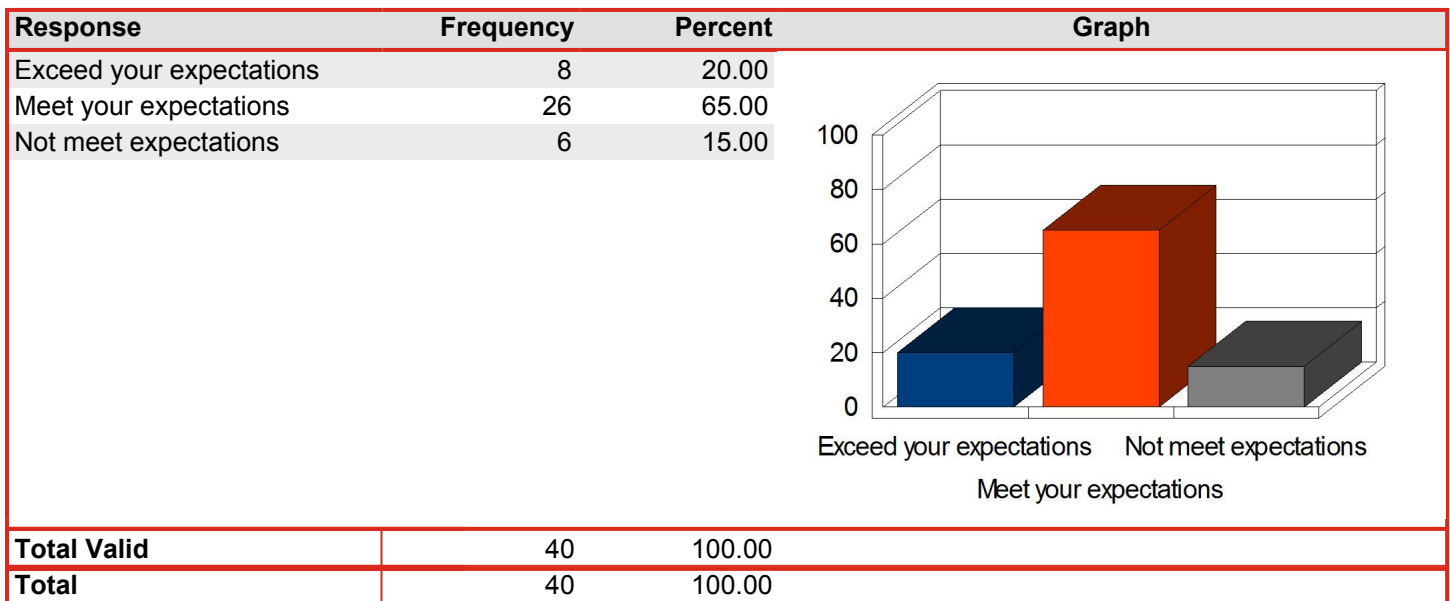 Response Frequency Percent Graph
Exceed your expectations 8 20.00
Meet your expectations 26 65.00
Not meet expectations 6 15.00
100
80
60
40
20
0
Exceed your expectations Not meet expectations
Meet your expectations
Total Valid 40 100.00
Total 40 100.00